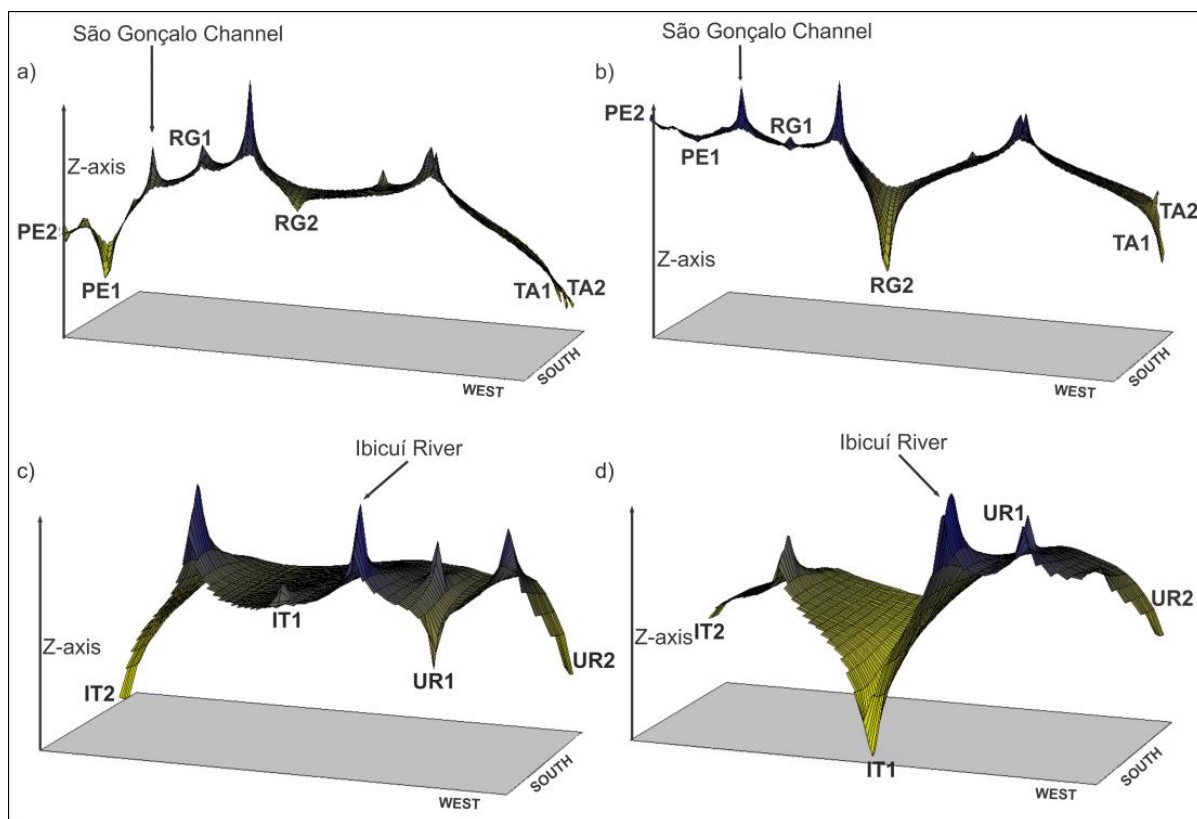 São Gonçalo Channel
a)
RG1
Z-axis
PE2
RG2
PE1
TA1 TA2
WEST
SOUTH
São Gonçalo Channel
b)
PE2
RG1
PE1
TA2
TA1
Z-axis
RG2
WEST
SOUTH
Ibicuí River
c)
IT1
Z-axis
UR1
UR2
IT2
WEST
SOUTH
Ibicuí River
d)
UR1
UR2
IT2
Z-axis
IT1
WEST
SOUTH